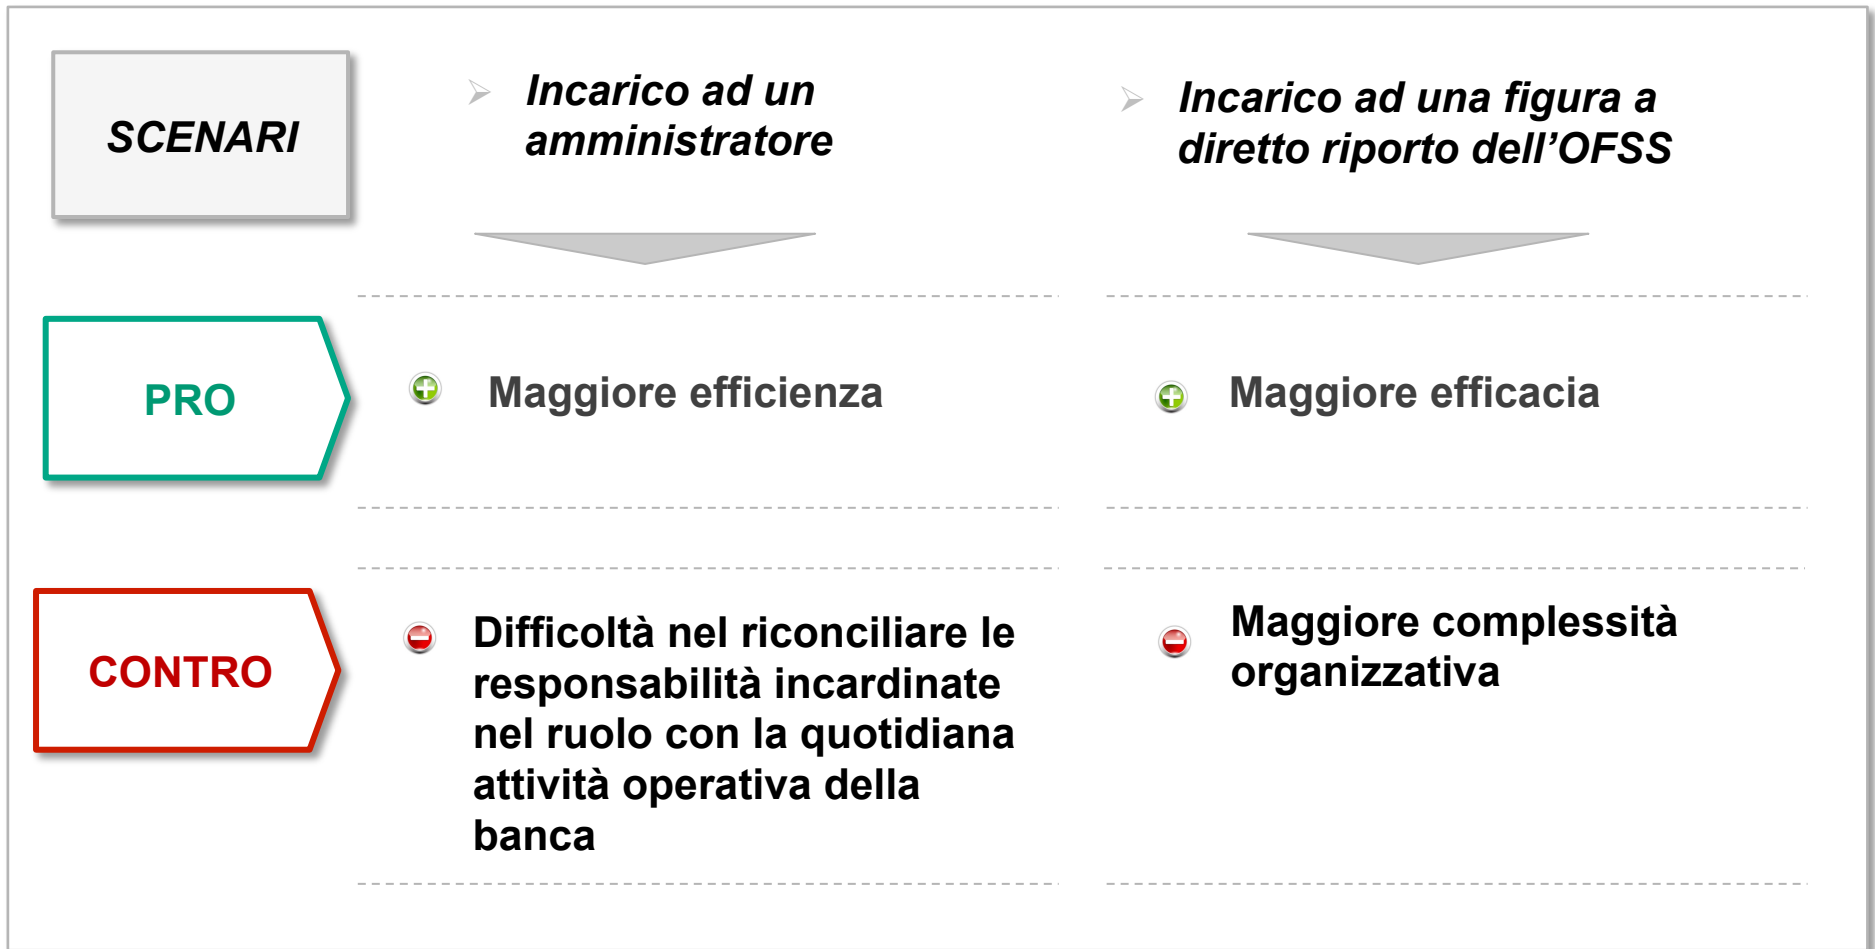 SCENARI
Incarico ad un
amministratore
Incarico ad una figura a
diretto riporto dell’OFSS
PRO
Maggiore efficienza
Maggiore efficacia
CONTRO
Difficoltà nel riconciliare le
responsabilità incardinate
nel ruolo con la quotidiana
attività operativa della
banca
Maggiore complessità
organizzativa